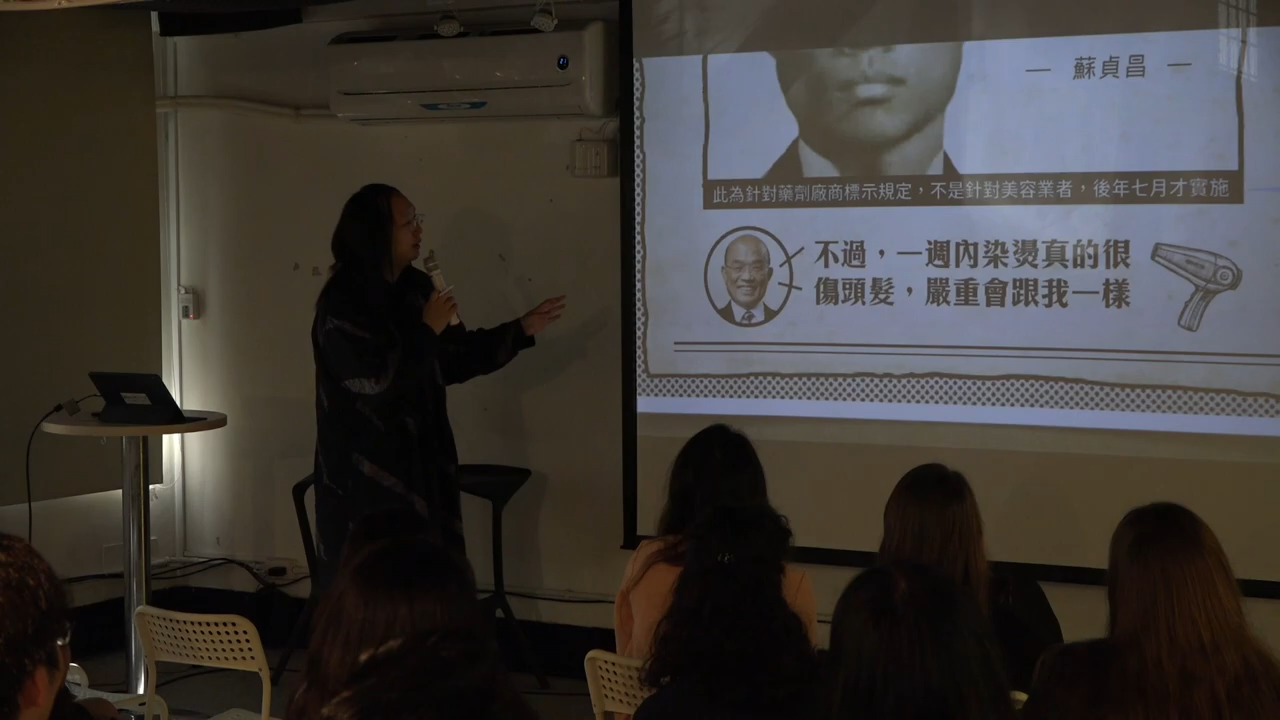 — 蘇貞昌 —
此為針對藥劑廠商標示規定，不是針對美容業者，後年七月才實施
不過，一週內染燙真的很
傷頭髮，嚴重會跟我一樣